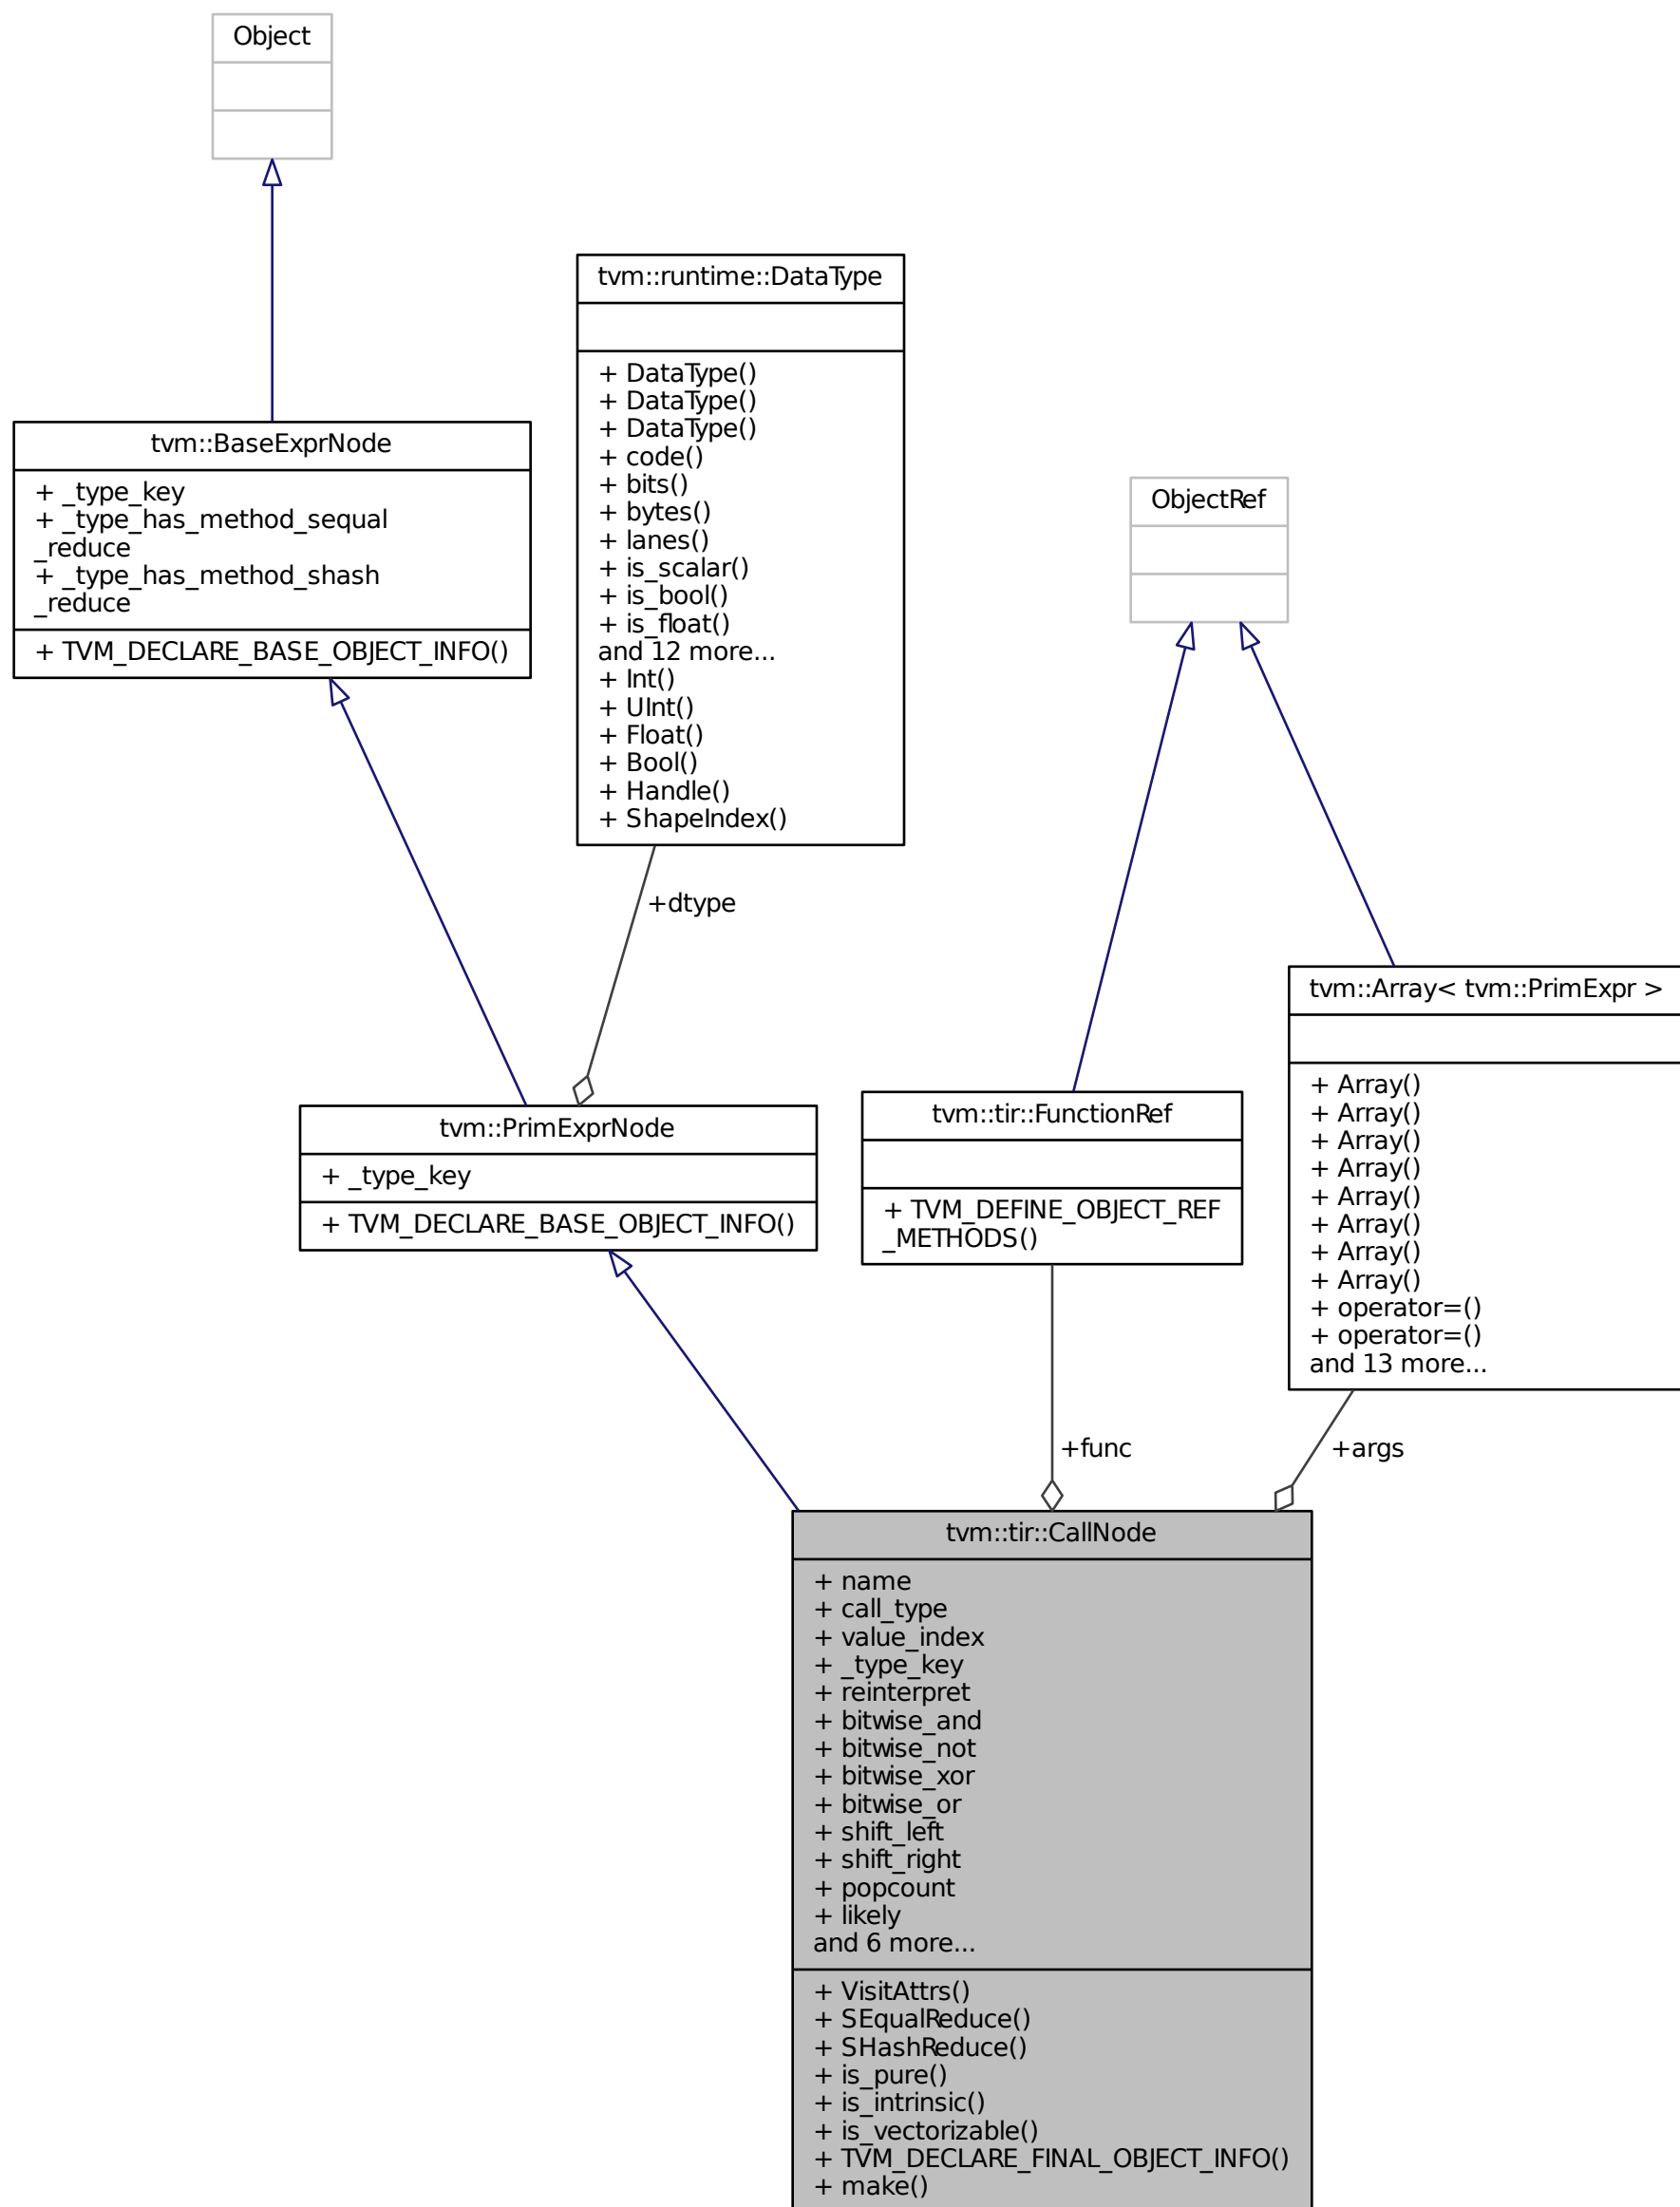 Object
tvm::runtime::DataType
+ DataType()
+ DataType()
+ DataType()
+ code()
+ bits()
+ bytes()
+ lanes()
+ is_scalar()
+ is_bool()
+ is_float()
and 12 more...
+ Int()
+ UInt()
+ Float()
+ Bool()
+ Handle()
+ ShapeIndex()
tvm::BaseExprNode
+ _type_key
+ _type_has_method_sequal
_reduce
+ _type_has_method_shash
_reduce
+ TVM_DECLARE_BASE_OBJECT_INFO()
ObjectRef
+dtype
tvm::Array< tvm::PrimExpr >
+ Array()
+ Array()
+ Array()
+ Array()
+ Array()
+ Array()
+ Array()
+ Array()
+ operator=()
+ operator=()
and 13 more...
tvm::PrimExprNode
+ _type_key
+ TVM_DECLARE_BASE_OBJECT_INFO()
tvm::tir::FunctionRef
+ TVM_DEFINE_OBJECT_REF
_METHODS()
+func
+args
tvm::tir::CallNode
+ name
+ call_type
+ value_index
+ _type_key
+ reinterpret
+ bitwise_and
+ bitwise_not
+ bitwise_xor
+ bitwise_or
+ shift_left
+ shift_right
+ popcount
+ likely
and 6 more...
+ VisitAttrs()
+ SEqualReduce()
+ SHashReduce()
+ is_pure()
+ is_intrinsic()
+ is_vectorizable()
+ TVM_DECLARE_FINAL_OBJECT_INFO()
+ make()